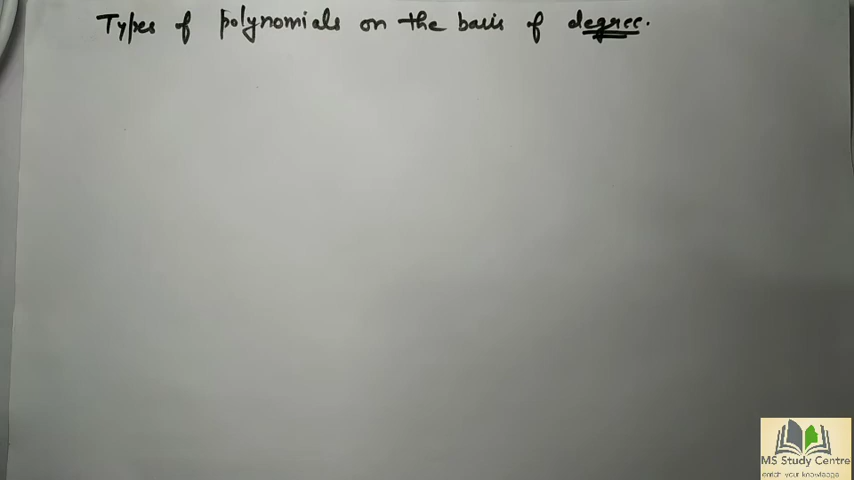 Types of polynomials on the basis of degree.
MS Study Centre
enrich your knowledge